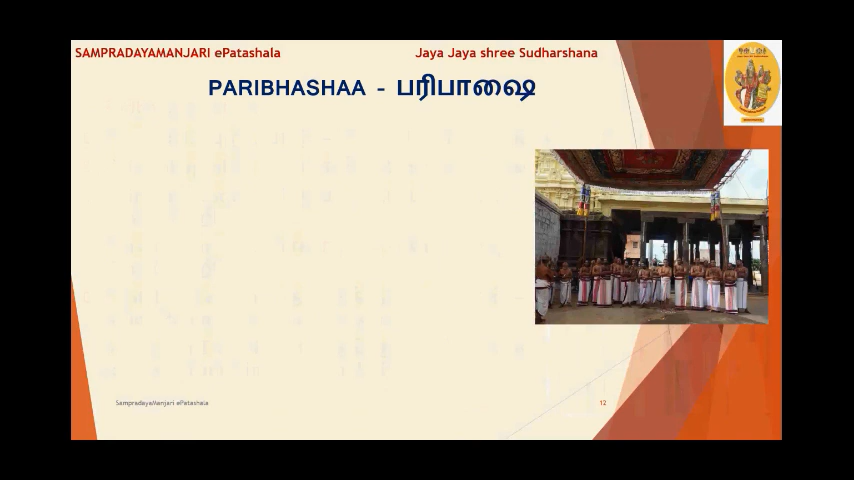 SAMPRADAYAMANJARI ePatashala
Jaya Jaya shree Sudharshana
PARIBHASHAA - பரிபாஷை
SampradayaManjari ePatashala
12